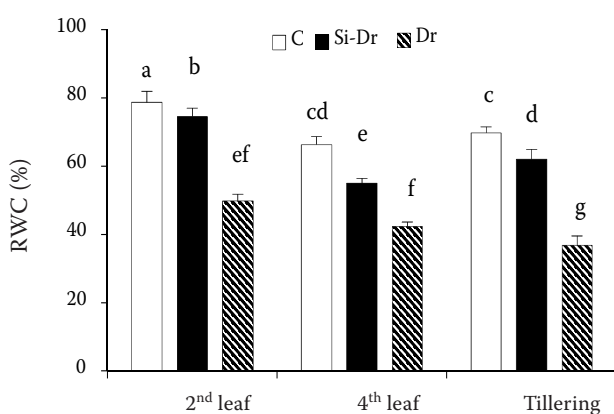 100
C Si-Dr Dr
a b
80
cd c
d
ef e
60
f
g
40
20
0
RWC (%)
2nd leaf 4th leaf Tillering